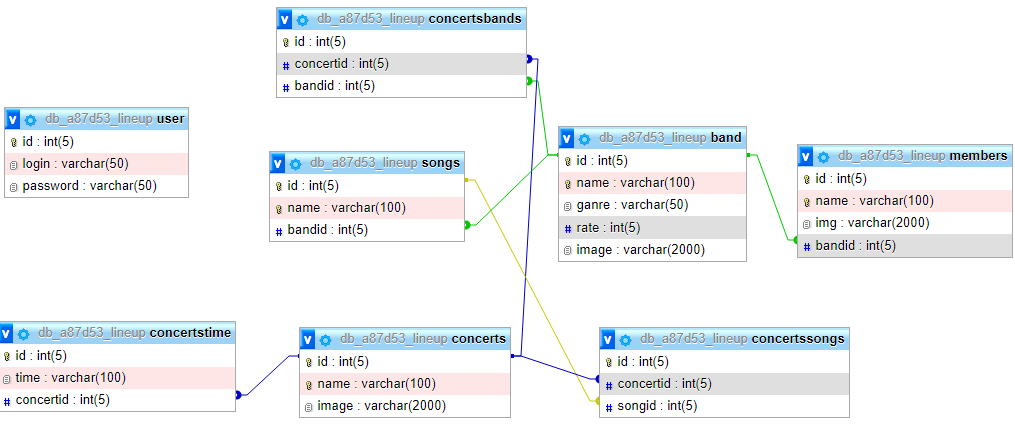 db_a87d53_lineup concertsbands
id : int(5)
concertid : int(5)
bandid : int(5)
db_a87d53_lineup user
id : int(5)
login : varchar(50)
password : varchar(50)
db_a87d53_lineup songs
id : int(5)
name : varchar(100)
bandid : int(5)
db_a87d53_lineup band
id : int(5)
name : varchar(100)
ganre : varchar(50)
rate : int(5)
image : varchar(2000)
db_a87d53_lineup members
id : int(5)
name : varchar(100)
img : varchar(2000)
bandid : int(5)
db_a87d53_lineup concertstime
id : int(5)
time : varchar(100)
concertid : int(5)
db_a87d53_lineup concerts
id : int(5)
name : varchar(100)
image : varchar(2000)
db_a87d53_lineup concertssongs
id : int(5)
concertid : int(5)
songid : int(5)